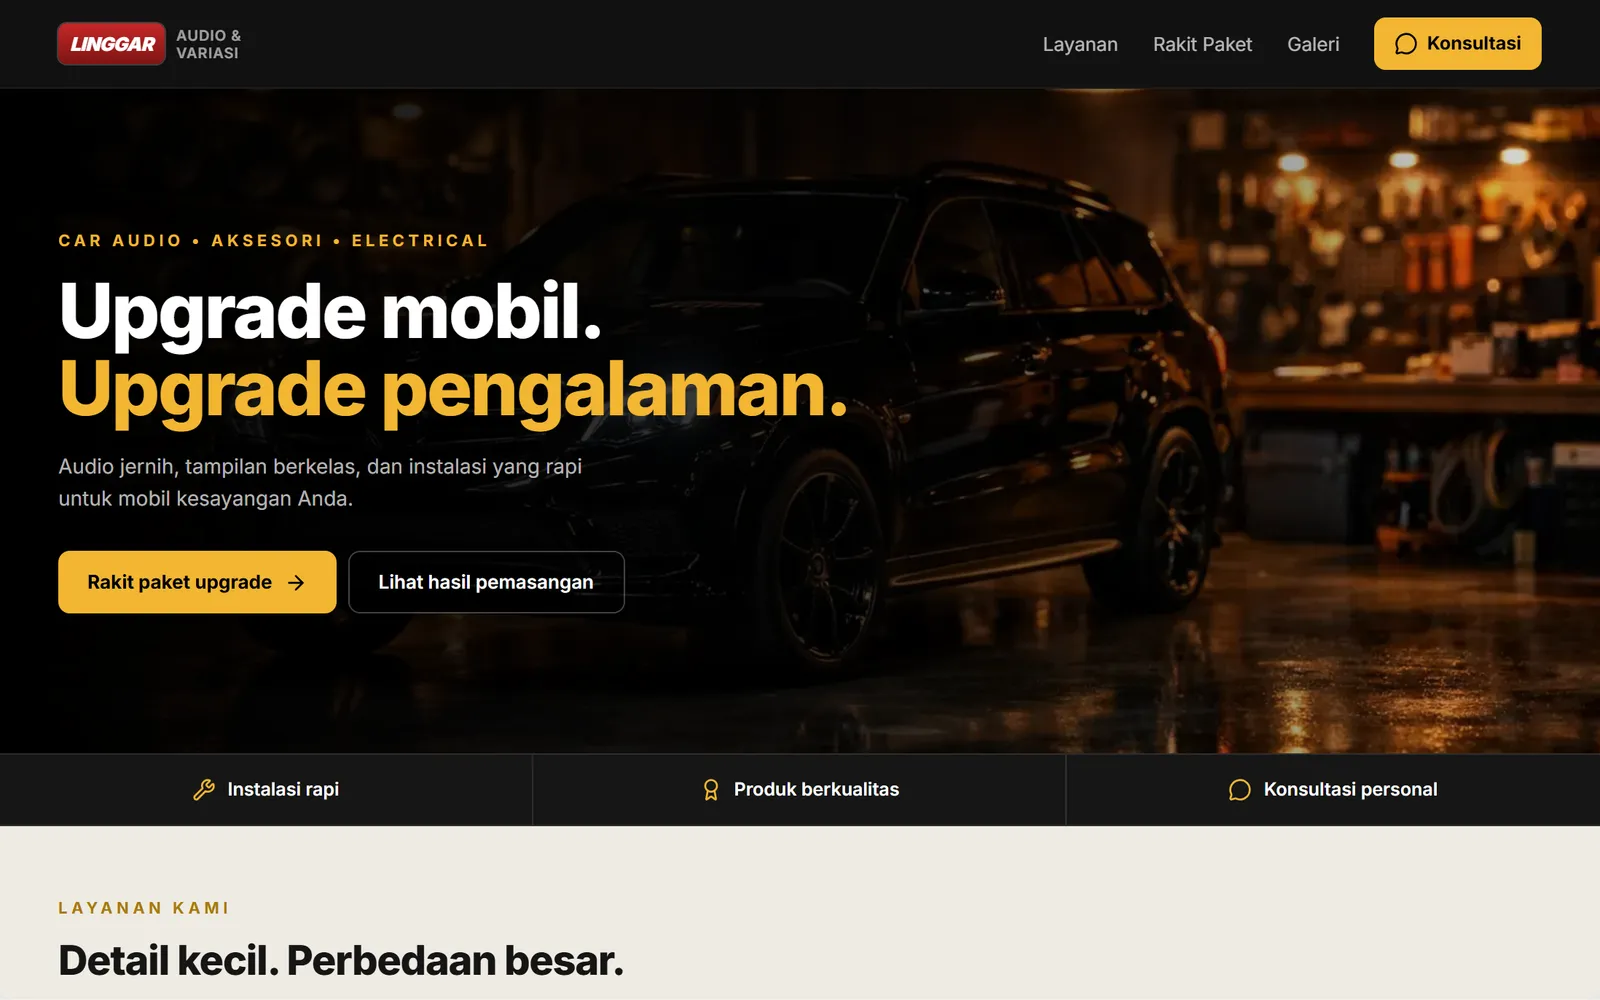 LINGGAR
AUDIO &
VARIASI
Layanan
Rakit Paket
Galeri
Konsultasi
CAR AUDIO • AKSESORI • ELECTRICAL
Upgrade mobil.
Upgrade pengalaman.
Audio jernih, tampilan berkelas, dan instalasi yang rapi
untuk mobil kesayangan Anda.
Rakit paket upgrade →
Lihat hasil pemasangan
Instalasi rapi
Produk berkualitas
Konsultasi personal
LAYANAN KAMI
Detail kecil. Perbedaan besar.